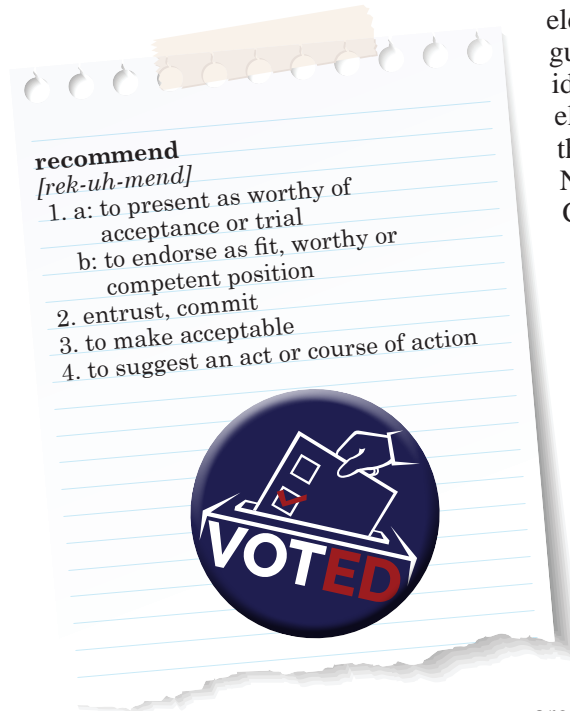 recommend
[rek-uh-mend]
1. a: to present as worthy of
acceptance or trial
b: to endorse as fit, worthy or
competent position
2. entrust, commit
3. to make acceptable
4. to suggest an act or course of action
VOTED